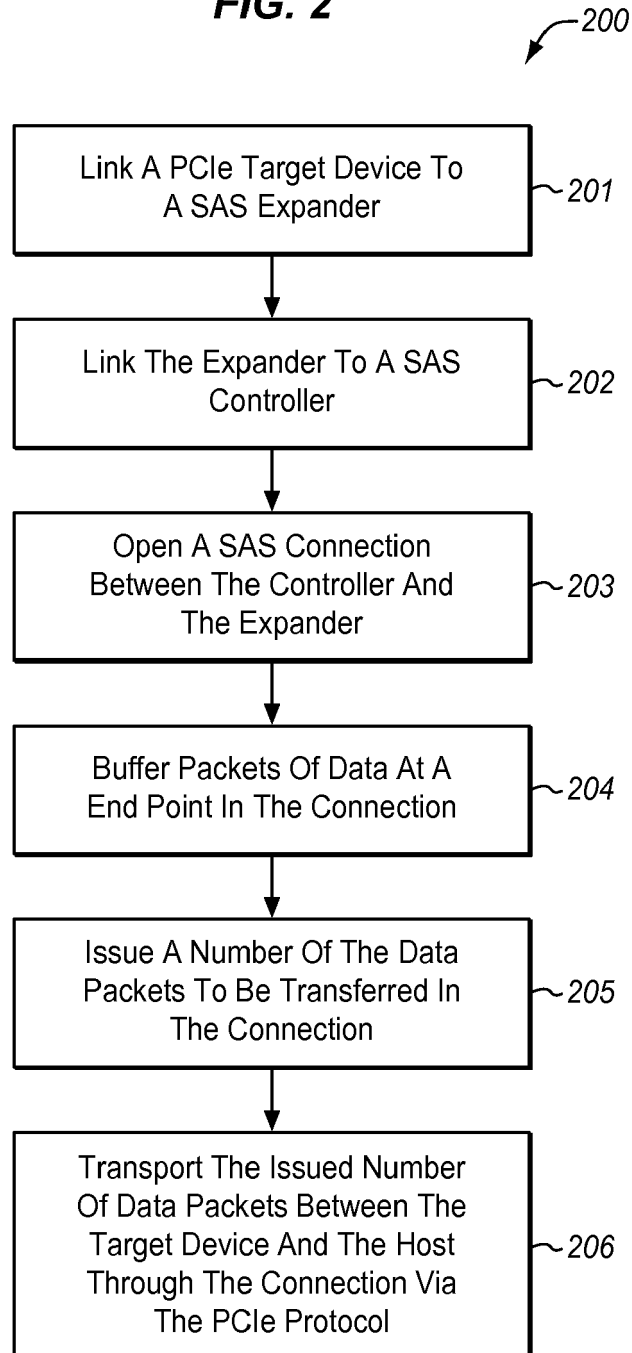 FIG. 2
200
Link A PCIe Target Device To
A SAS Expander
201
Link The Expander To A SAS
Controller
202
Open A SAS Connection
Between The Controller And
The Expander
203
Buffer Packets Of Data At A
End Point In The Connection
204
Issue A Number Of The Data
Packets To Be Transferred In
The Connection
205
Transport The Issued Number
Of Data Packets Between The
Target Device And The Host
Through The Connection Via
The PCIe Protocol
206